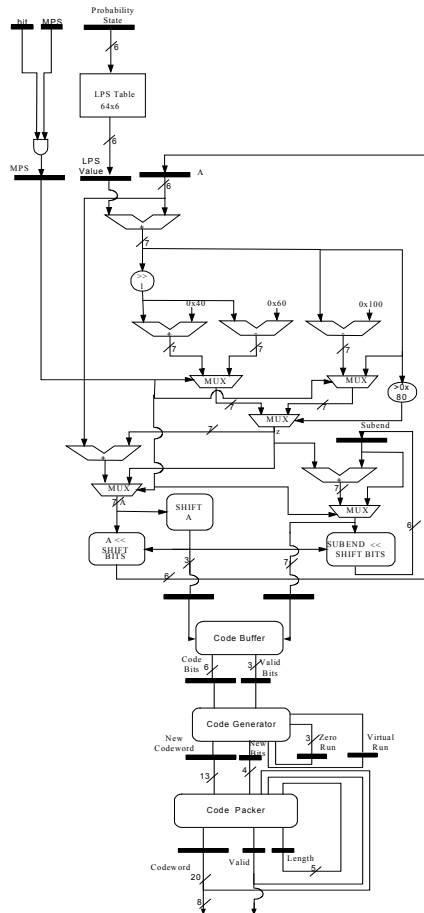 Probability
State
bit MPS
6
LPS Table
64x6
6
MPS
LPS
Value
A
6
+
7
>>
1
0x40
0x60
0x100
7
7
7
MUX
MUX
>0x
80
7
7
MUX
z
7
Subend
+
+
MUX
7
7 A
MUX
SHIFT
A
6
A <<
SHIFT
BITS
SUBEND <<
SHIFT BITS
3
7
6
Code Buffer
Code
Bits
6
3
Valid
Bits
Code Generator
3
Zero
Run
Virtual
Run
New
Codeword
New
Bits
13
4
Code Packer
Codeword
Valid
Length
20
5
8